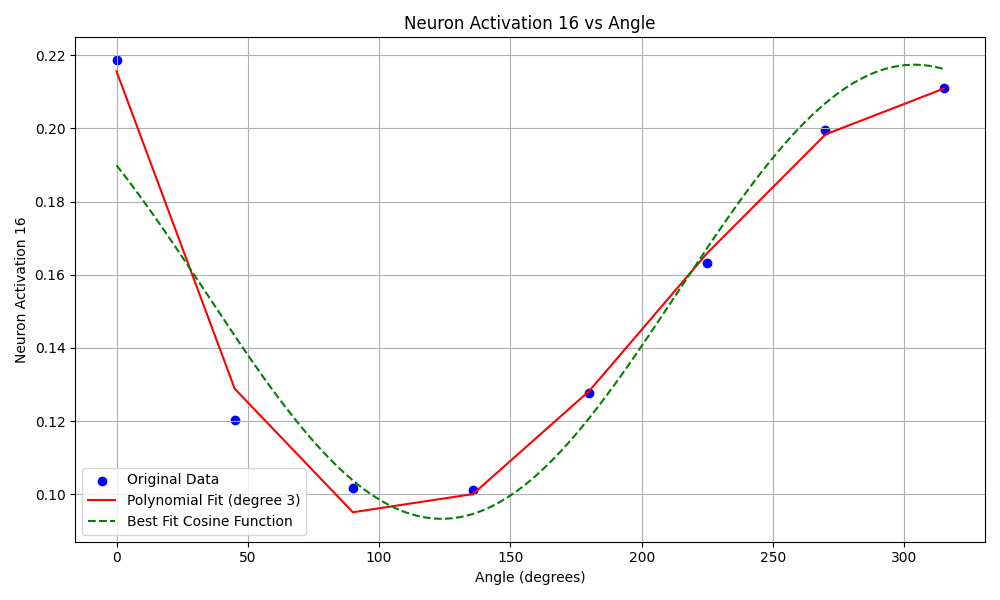 Neuron Activation 16 vs Angle
Neuron Activation 16
0.22
0.20
0.18
0.16
0.14
0.12
0.10
Original Data
Polynomial Fit (degree 3)
Best Fit Cosine Function
0 50 100 150 200 250 300
Angle (degrees)